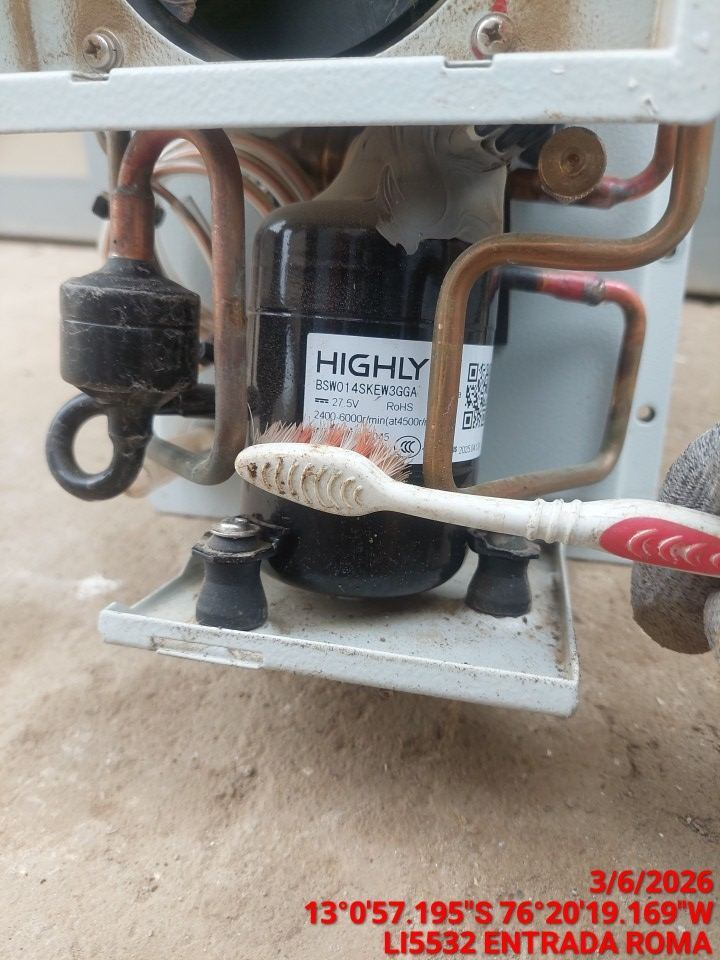 HIGHLY
BSW014SKEW3GGA
27.5V RoHS
2400-6000r/min(at4500r/
CCC
3/6/2026
13°0'57.195"S 76°20'19.169"W
LI5532 ENTRADA ROMA